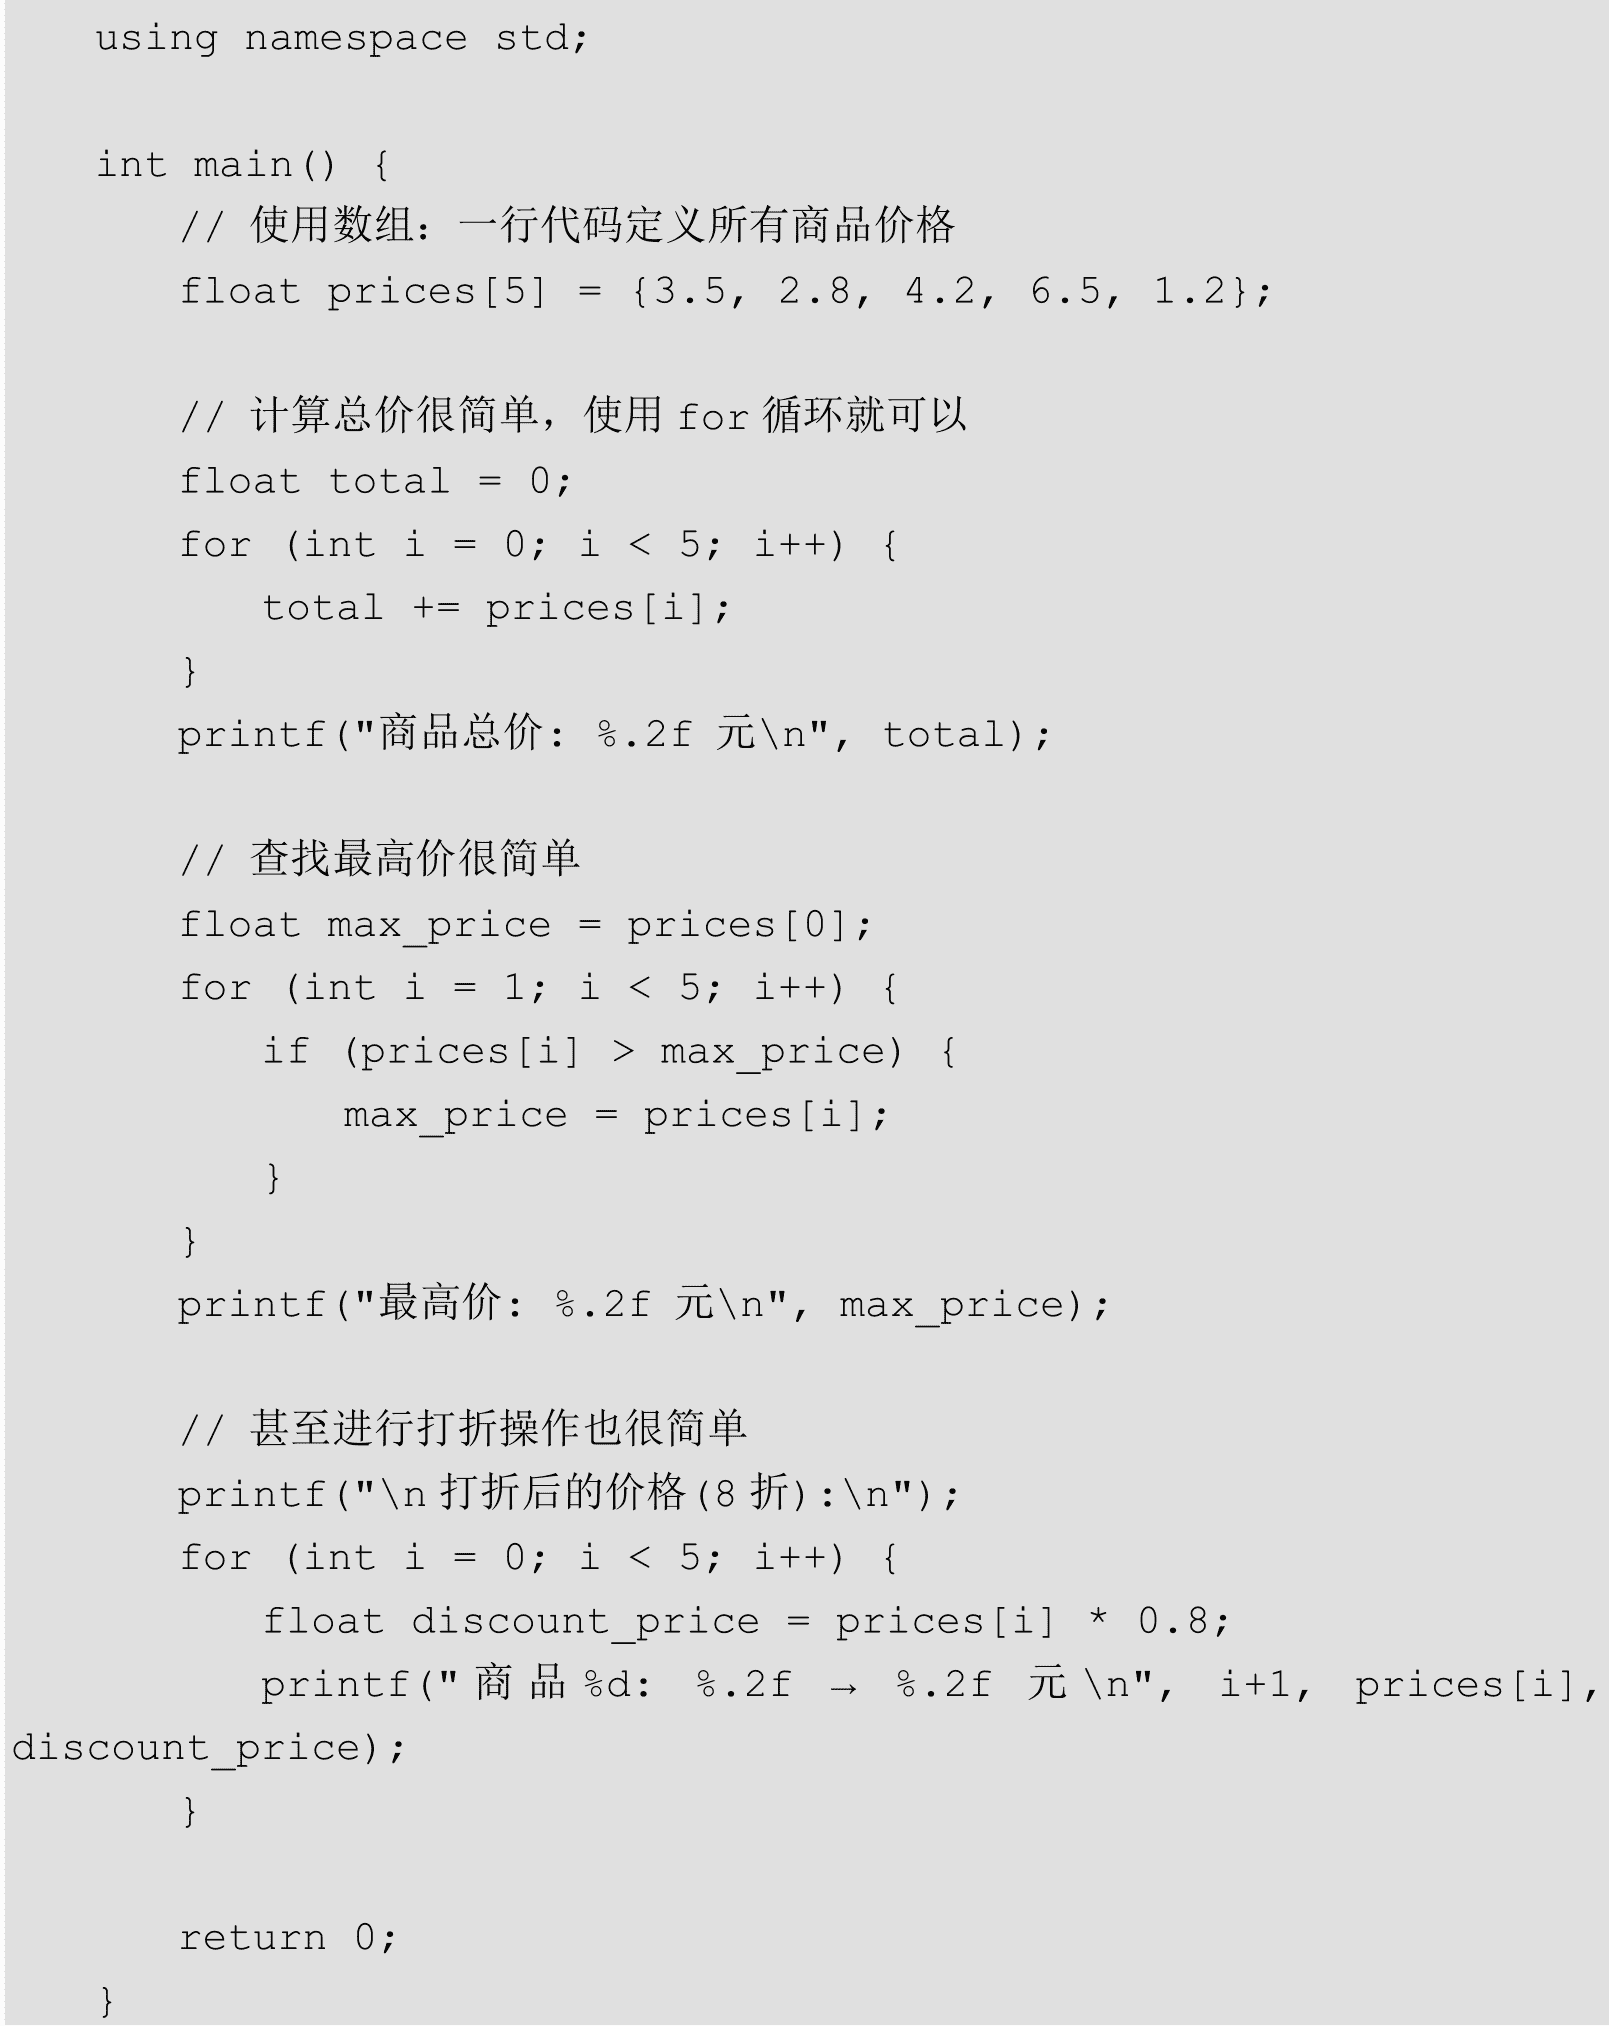 using namespace std;
int main() {
// 使用数组：一行代码定义所有商品价格
float prices[5] = {3.5, 2.8, 4.2, 6.5, 1.2};
// 计算总价很简单，使用 for 循环就可以
float total = 0;
for (int i = 0; i < 5; i++) {
total += prices[i];
}
printf("商品总价: %.2f 元\n", total);
// 查找最高价很简单
float max_price = prices[0];
for (int i = 1; i < 5; i++) {
if (prices[i] > max_price) {
max_price = prices[i];
}
}
printf("最高价: %.2f 元\n", max_price);
// 甚至进行打折操作也很简单
printf("\n打折后的价格(8折):\n");
for (int i = 0; i < 5; i++) {
float discount_price = prices[i] * 0.8;
printf("商品%d: %.2f → %.2f 元\n", i+1, prices[i],
discount_price);
}
return 0;
}